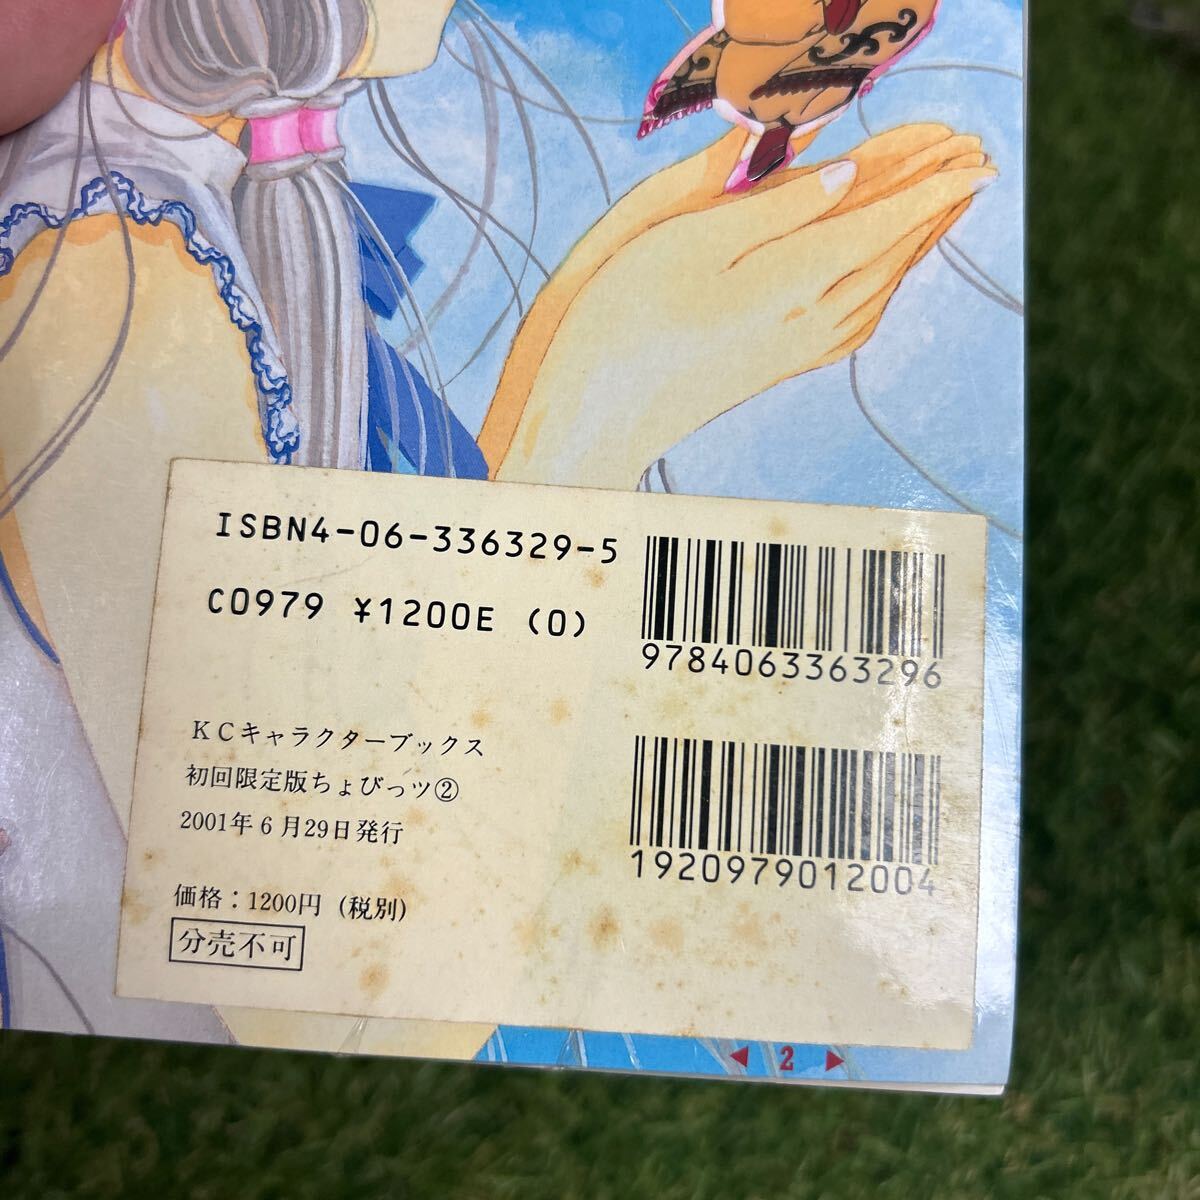 ISBN4-06-336329-5
C0979 ¥1200E (0)
9784063363296
KCキャラクターブックス
初回限定版ちょびっツ②
2001年6月29日発行
1920979012004
価格：1200円 (税別)
分売不可
◀ 2 ▶